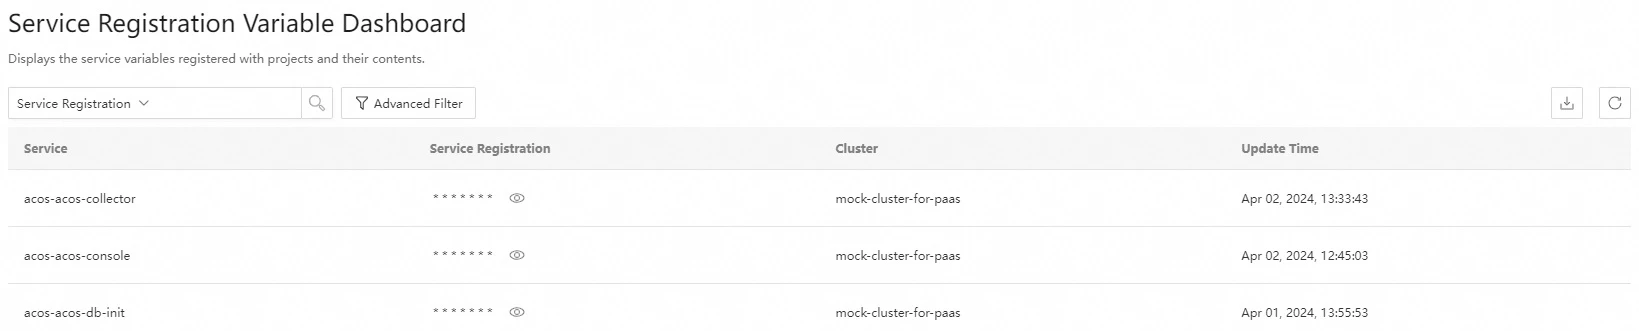 Service Registration Variable Dashboard
Displays the service variables registered with projects and their contents.
Service Registration Advanced Filter
Service Service Registration Cluster Update Time
acos-acos-collector ******* mock-cluster-for-paas Apr 02, 2024, 13:33:43
acos-acos-console ******* mock-cluster-for-paas Apr 02, 2024, 12:45:03
acos-acos-db-init ******* mock-cluster-for-paas Apr 01, 2024, 13:55:53